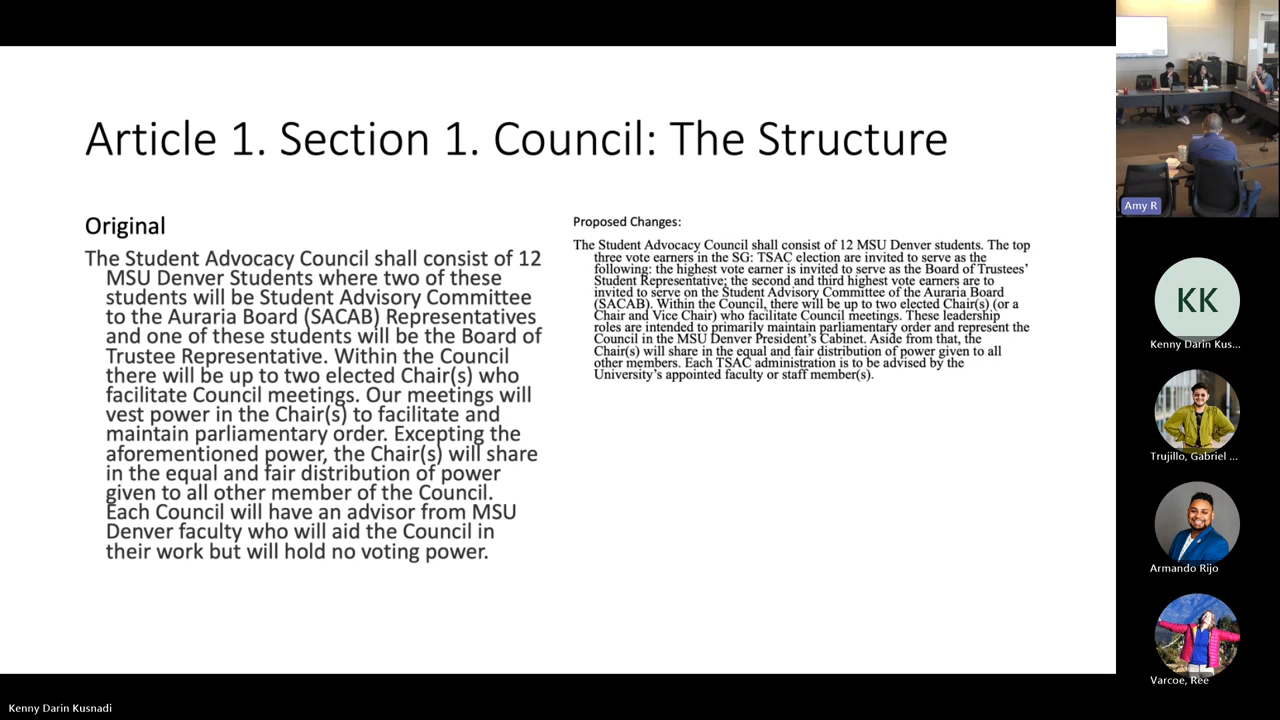 Article 1. Section 1. Council: The Structure
Original
The Student Advocacy Council shall consist of 12
MSU Denver Students where two of these
students will be Student Advisory Committee
to the Auraria Board (SACAB) Representatives
and one of these students will be the Board of
Trustee Representative. Within the Council
there will be up to two elected Chair(s) who
facilitate Council meetings. Our meetings will
vest power in the Chair(s) to facilitate and
maintain parliamentary order. Excepting the
aforementioned power, the Chair(s) will share
in the equal and fair distribution of power
given to all other member of the Council.
Each Council will have an advisor from MSU
Denver faculty who will aid the Council in
their work but will hold no voting power.
Proposed Changes:
The Student Advocacy Council shall consist of 12 MSU Denver students. The top
three vote earners in the SG: TSAC election are invited to serve as the
following: the highest vote earner is invited to serve as the Board of Trustees'
Student Representative; the second and third highest vote earners are to
invited to serve on the Student Advisory Committee of the Auraria Board
(SACAB). Within the Council, there will be up to two elected Chair(s) (or a
Chair and Vice Chair) who facilitate Council meetings. These leadership
roles are intended to primarily maintain parliamentary order and represent the
Council in the MSU Denver President's Cabinet. Aside from that, the
Chair(s) will share in the equal and fair distribution of power given to all
other members. Each TSAC administration is to be advised by the
University's appointed faculty or staff member(s).
Amy R
KK
Kenny Darin Kus...
Trujillo, Gabriel ...
Armando Rijo
Varcoe, Ree
Kenny Darin Kusnadi